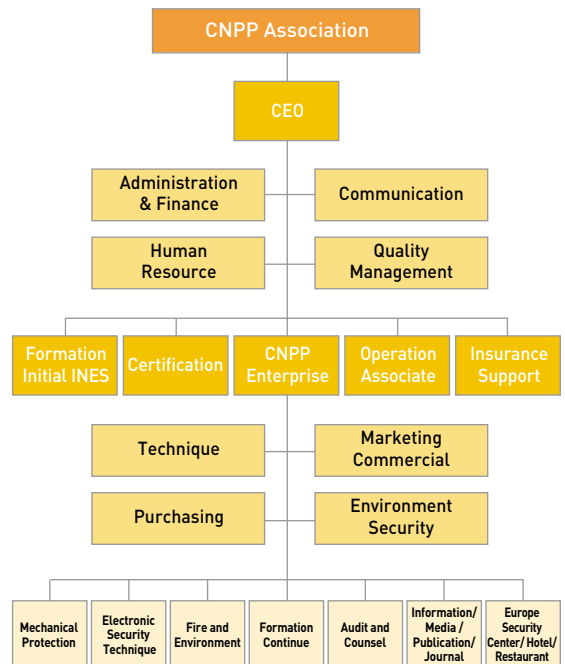 CNPP Association
CEO
Administration
& Finance
Communication
Human
Resource
Quality
Management
Formation
Initial INES
Certification
CNPP
Enterprise
Operation
Associate
Insurance
Support
Technique
Marketing
Commercial
Purchasing
Environment
Security
Mechanical
Protection
Electronic
Security
Technique
Fire and
Environment
Formation
Continue
Audit and
Counsel
Information/
Media /
Publication/
Journal
Europe
Security
Center/ Hotel/
Restaurant